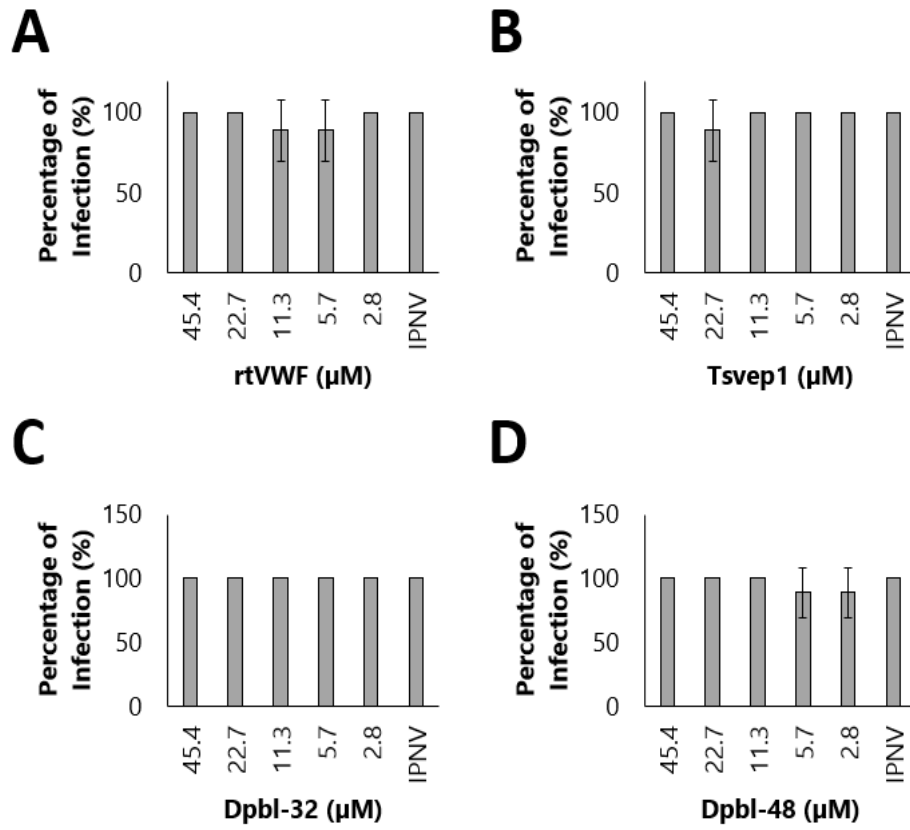 A
Percentage of
Infection (%)
100
50
0
45.4
22.7
11.3
5.7
2.8
IPNV
rtVWF (µM)
B
Percentage of
Infection (%)
100
50
0
45.4
22.7
11.3
5.7
2.8
IPNV
Tsvep1 (µM)
C
Percentage of
Infection (%)
150
100
50
0
45.4
22.7
11.3
5.7
2.8
IPNV
Dpbl-32 (µM)
D
Percentage of
Infection (%)
150
100
50
0
45.4
22.7
11.3
5.7
2.8
IPNV
Dpbl-48 (µM)